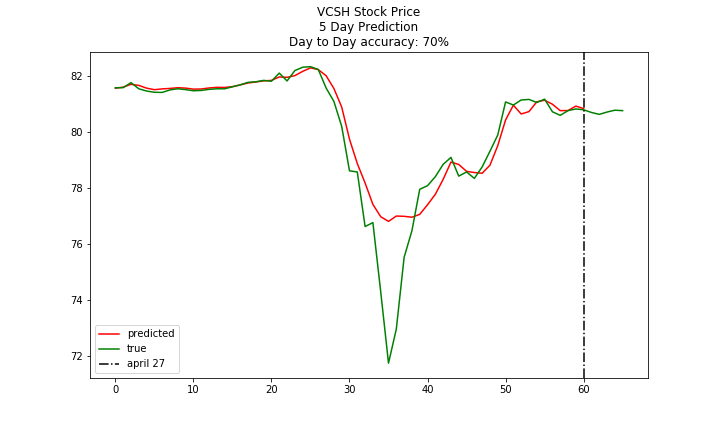 VCSH Stock Price
5 Day Prediction
Day to Day accuracy: 70%
82
80
78
76
74
72
predicted
true
april 27
0 10 20 30 40 50 60